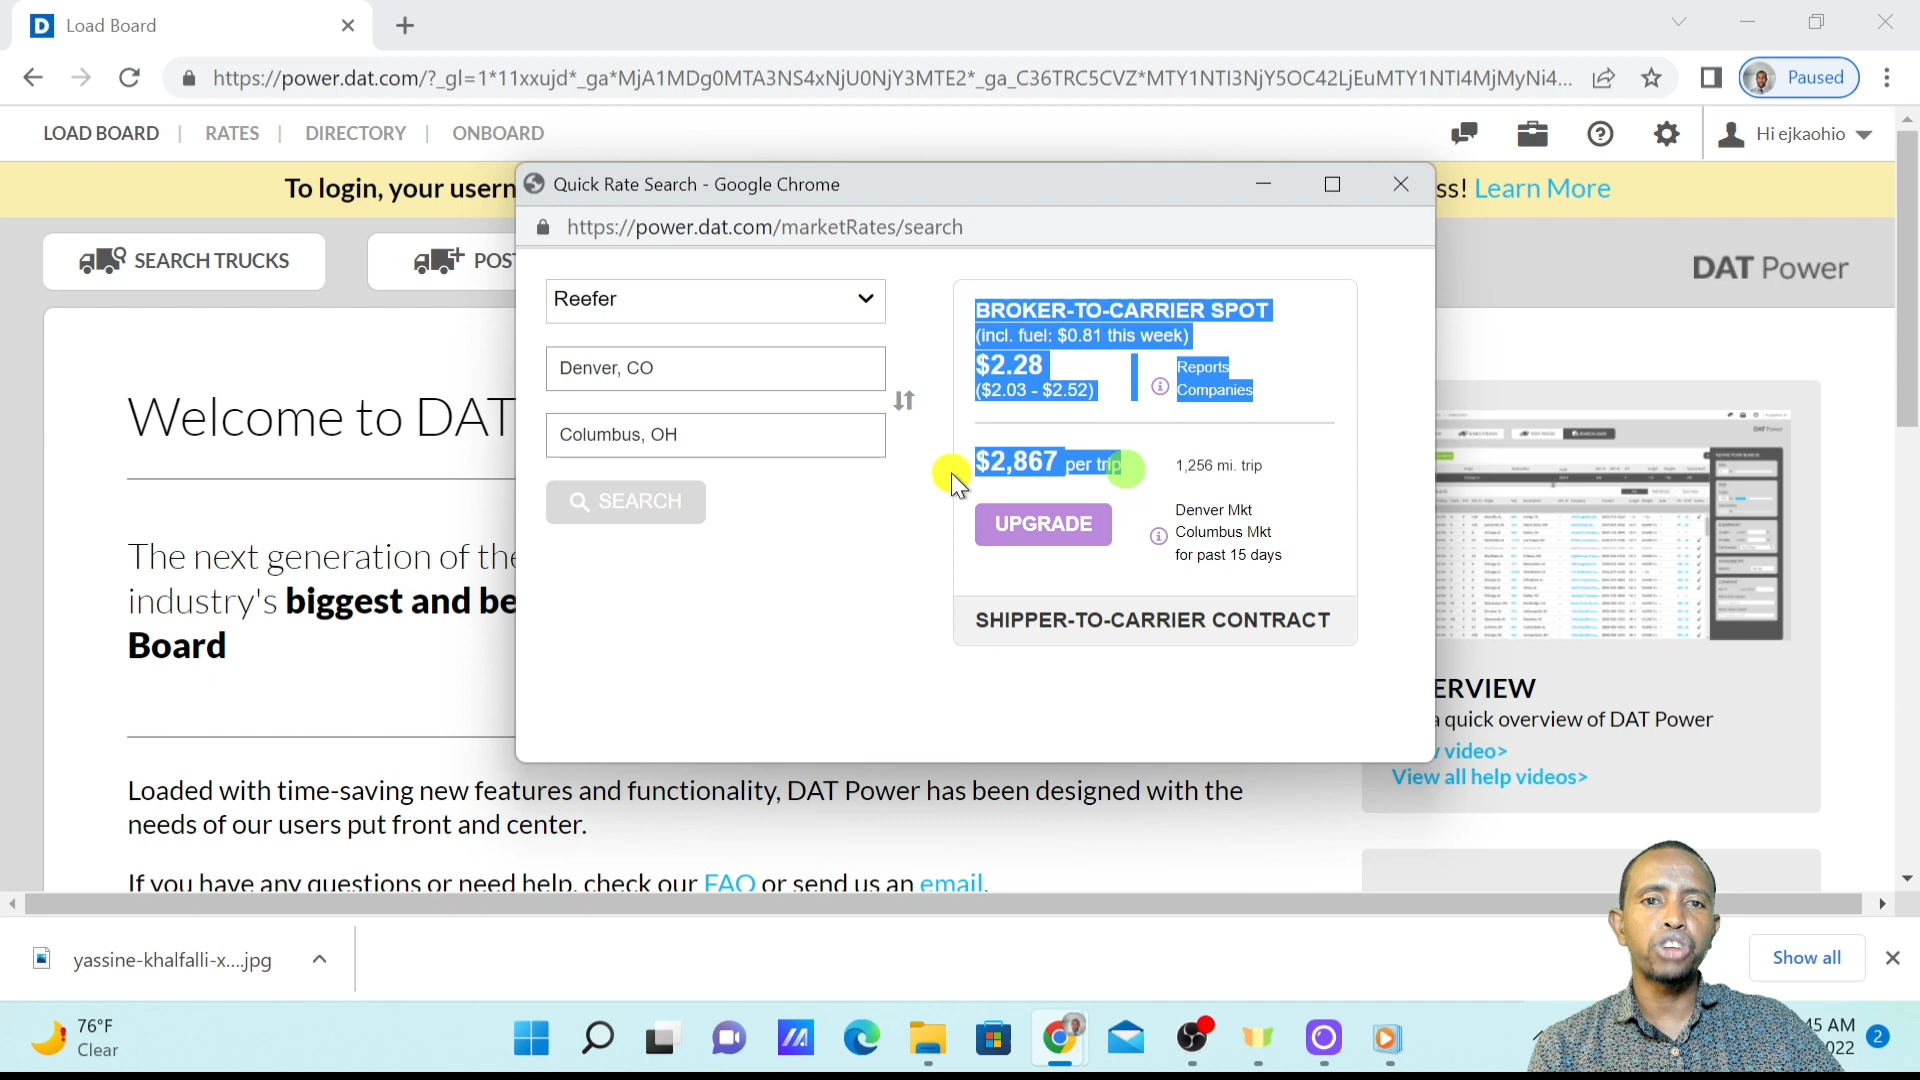 Load Board
https://power.dat.com/?_gl=1*11xxujd*_ga*MjA1MDg0MTA3NS4xNjU0NjY3MTE2*_ga_C36TRC5CVZ*MTY1NTI3NjY5OC42LjEuMTY1NTI4MjMyNi4...
Paused
LOAD BOARD | RATES | DIRECTORY | ONBOARD
Hi ejkaohio
To login, your usern
ss! Learn More
Quick Rate Search - Google Chrome
https://power.dat.com/marketRates/search
SEARCH TRUCKS
POS
DAT Power
Reefer
Denver, CO
Columbus, OH
SEARCH
BROKER-TO-CARRIER SPOT
(incl. fuel: $0.81 this week)
$2.28
($2.03 - $2.52)
Reports
Companies
$2,867 per trip
1,256 mi. trip
UPGRADE
Denver Mkt
Columbus Mkt
for past 15 days
SHIPPER-TO-CARRIER CONTRACT
Welcome to DAT
The next generation of the
industry's biggest and be
Board
Loaded with time-saving new features and functionality, DAT Power has been designed with the
needs of our users put front and center.
If you have any questions or need help, check our FAQ or send us an email.
ERVIEW
a quick overview of DAT Power
video>
View all help videos>
yassine-khalfalli-x....jpg
Show all
76°F
Clear
45 AM
022
2